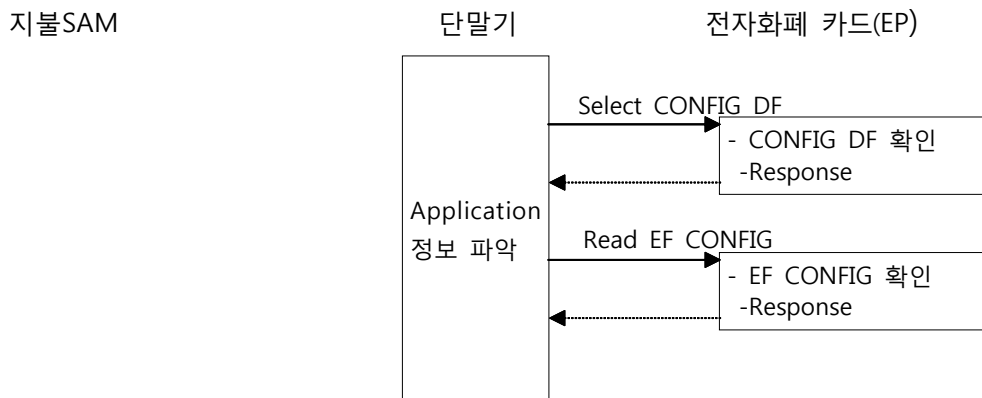 지불SAM 단말기 전자화폐 카드(EP)
Select CONFIG DF
- CONFIG DF 확인
-Response
Application
정보 파악
Read EF CONFIG
- EF CONFIG 확인
-Response